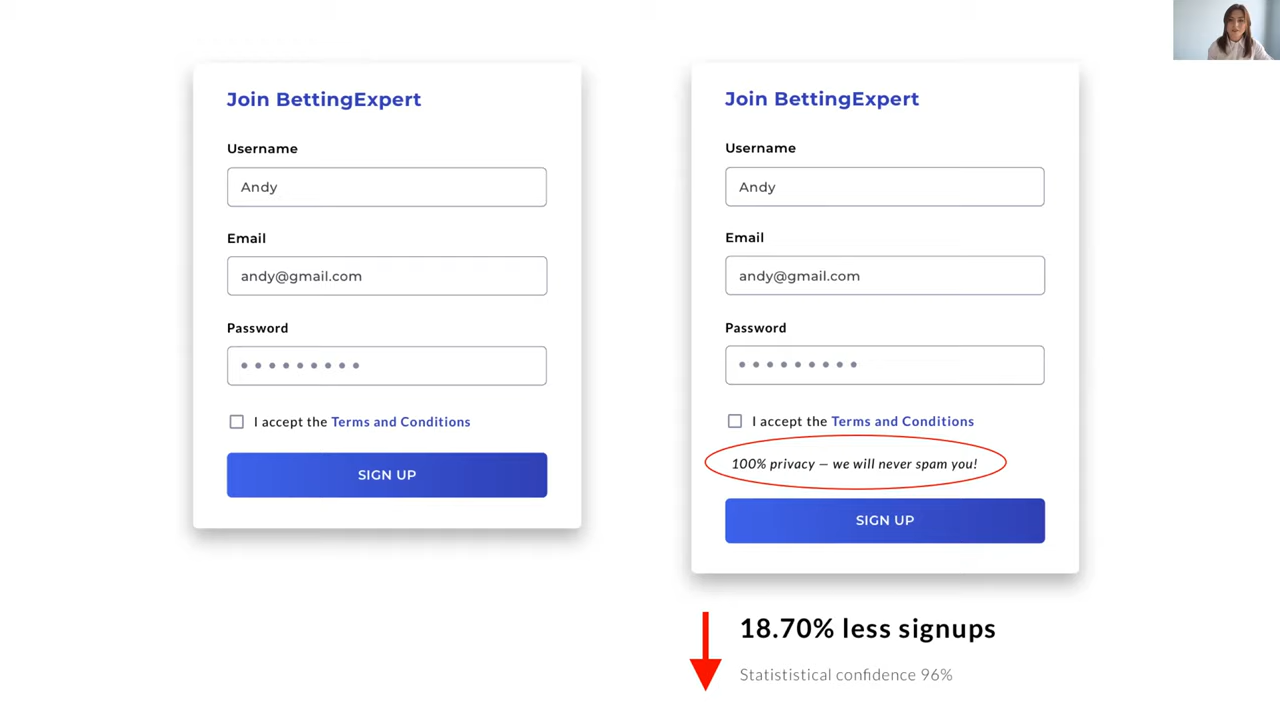 Join BettingExpert
Username
Andy
Email
andy@gmail.com
Password
I accept the Terms and Conditions
SIGN UP
Join BettingExpert
Username
Andy
Email
andy@gmail.com
Password
I accept the Terms and Conditions
100% privacy – we will never spam you!
SIGN UP
18.70% less signups
Statististical confidence 96%